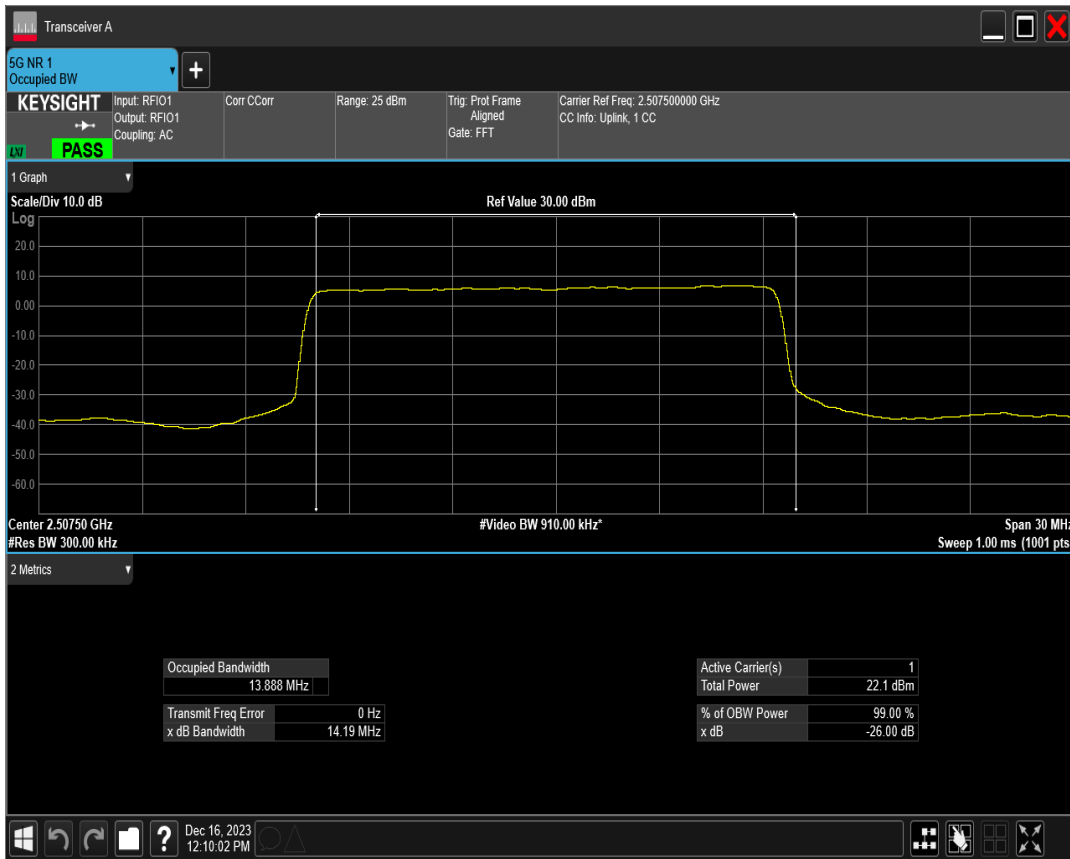 Transceiver A
5G NR 1
Occupied BW
KEYSIGHT
LXI
PASS
Input: RFIO1
Output: RFIO1
Coupling: AC
Corr CCorr
Range: 25 dBm
Trig: Prot Frame
Aligned
Gate: FFT
Carrier Ref Freq: 2.507500000 GHz
CC Info: Uplink, 1 CC
1 Graph
Scale/Div 10.0 dB
Ref Value 30.00 dBm
Log
20.0
10.0
0.00
-10.0
-20.0
-30.0
-40.0
-50.0
-60.0
Center 2.50750 GHz
#Video BW 910.00 kHz*
Span 30 MHz
#Res BW 300.00 kHz
Sweep 1.00 ms (1001 pts
2 Metrics
Occupied Bandwidth
13.888 MHz
Transmit Freq Error 0 Hz
x dB Bandwidth 14.19 MHz
Active Carrier(s) 1
Total Power 22.1 dBm
% of OBW Power 99.00 %
x dB -26.00 dB
?
Dec 16, 2023
12:10:02 PM